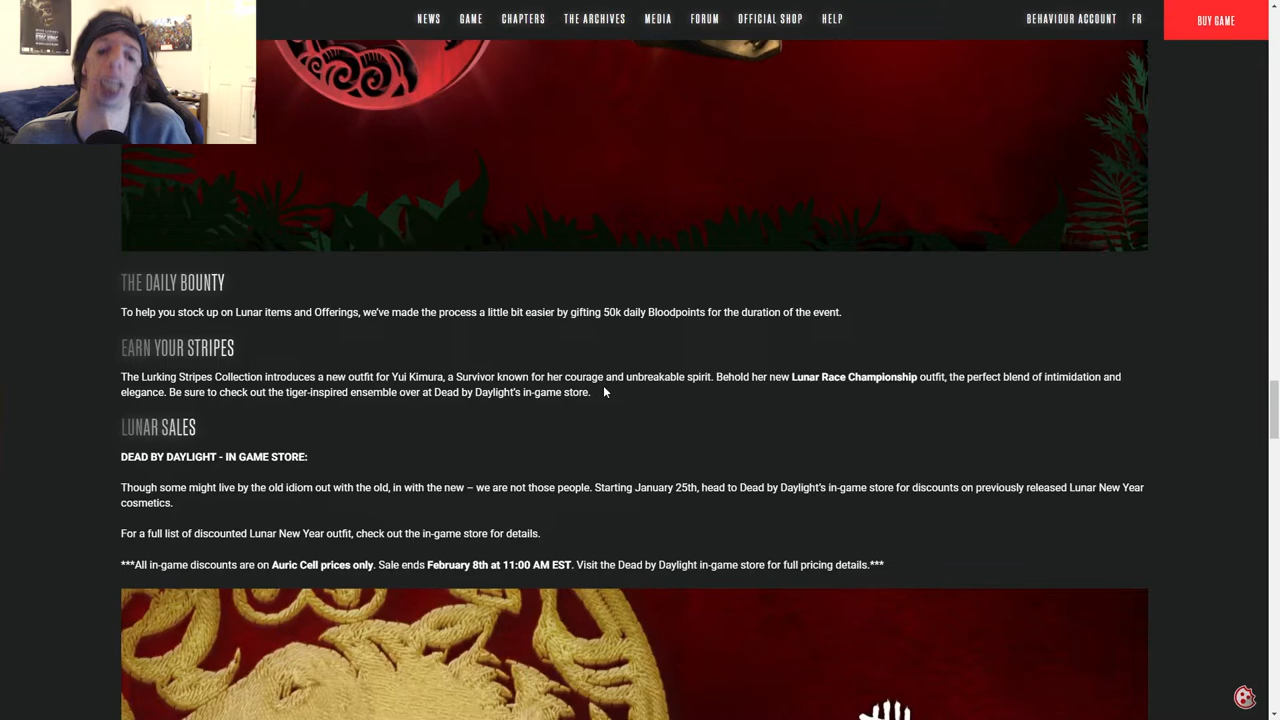 NEWS GAME CHAPTERS THE ARCHIVES MEDIA FORUM OFFICIAL SHOP HELP BEHAVIOUR ACCOUNT FR BUY GAME
THE DAILY BOUNTY
To help you stock up on Lunar items and Offerings, we've made the process a little bit easier by gifting 50k daily Bloodpoints for the duration of the event.
EARN YOUR STRIPES
The Lurking Stripes Collection introduces a new outfit for Yui Kimura, a Survivor known for her courage and unbreakable spirit. Behold her new Lunar Race Championship outfit, the perfect blend of intimidation and
elegance. Be sure to check out the tiger-inspired ensemble over at Dead by Daylight's in-game store.
LUNAR SALES
DEAD BY DAYLIGHT - IN GAME STORE:
Though some might live by the old idiom out with the old, in with the new – we are not those people. Starting January 25th, head to Dead by Daylight's in-game store for discounts on previously released Lunar New Year
cosmetics.
For a full list of discounted Lunar New Year outfit, check out the in-game store for details.
***All in-game discounts are on Auric Cell prices only. Sale ends February 8th at 11:00 AM EST. Visit the Dead by Daylight in-game store for full pricing details.***